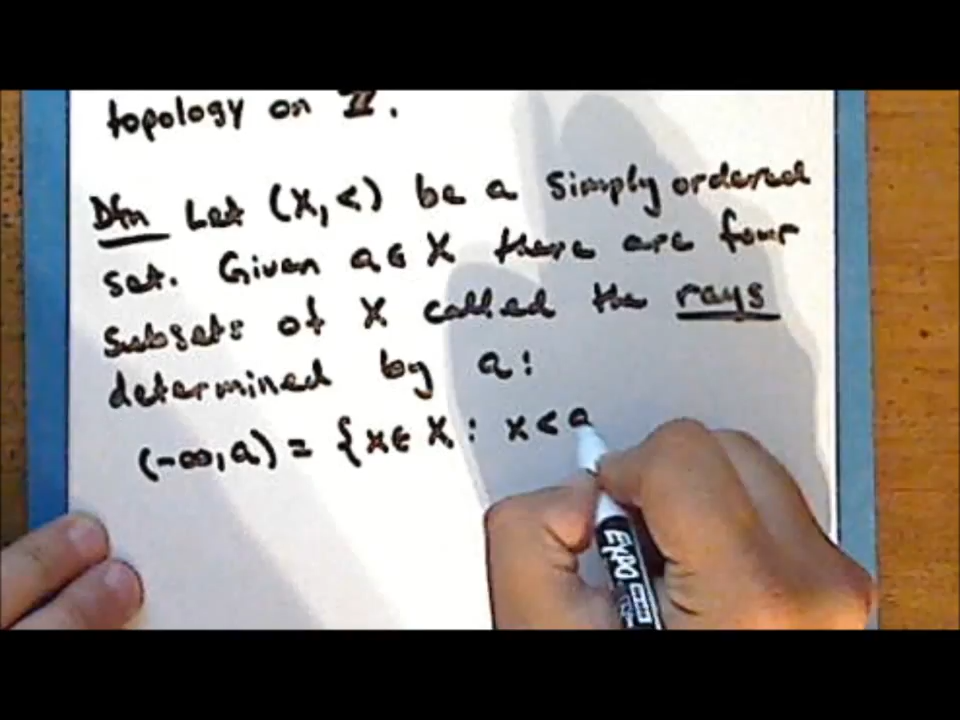 topology on II.
Dfn Let (X, <) be a simply ordered
set. Given a ∈ X there are four
subsets of X called the rays
determined by a:
(-∞, a) = {x ∈ X : x < a
EXPO